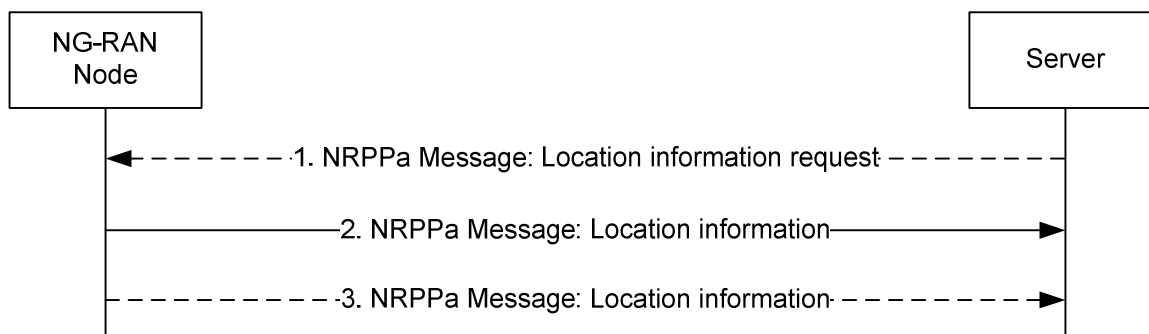 NG-RAN
Node
Server
1. NRPPa Message: Location information request
2. NRPPa Message: Location information
3. NRPPa Message: Location information